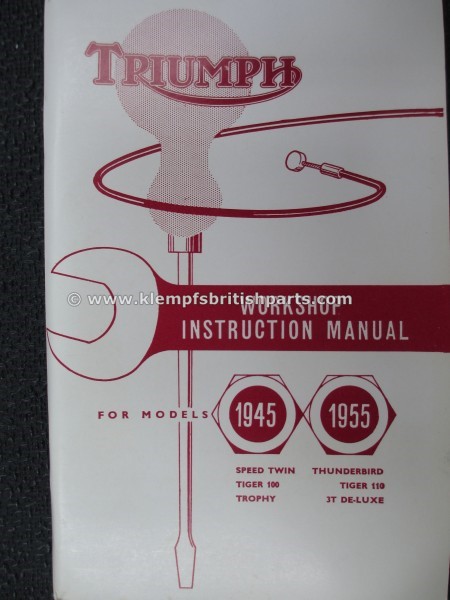 TRIUMPH
© www.klempfsbritishparts.com
WORKSHOP
INSTRUCTION MANUAL
FOR MODELS 1945 1955
SPEED TWIN THUNDERBIRD
TIGER 100 TIGER 110
TROPHY 3T DE-LUXE